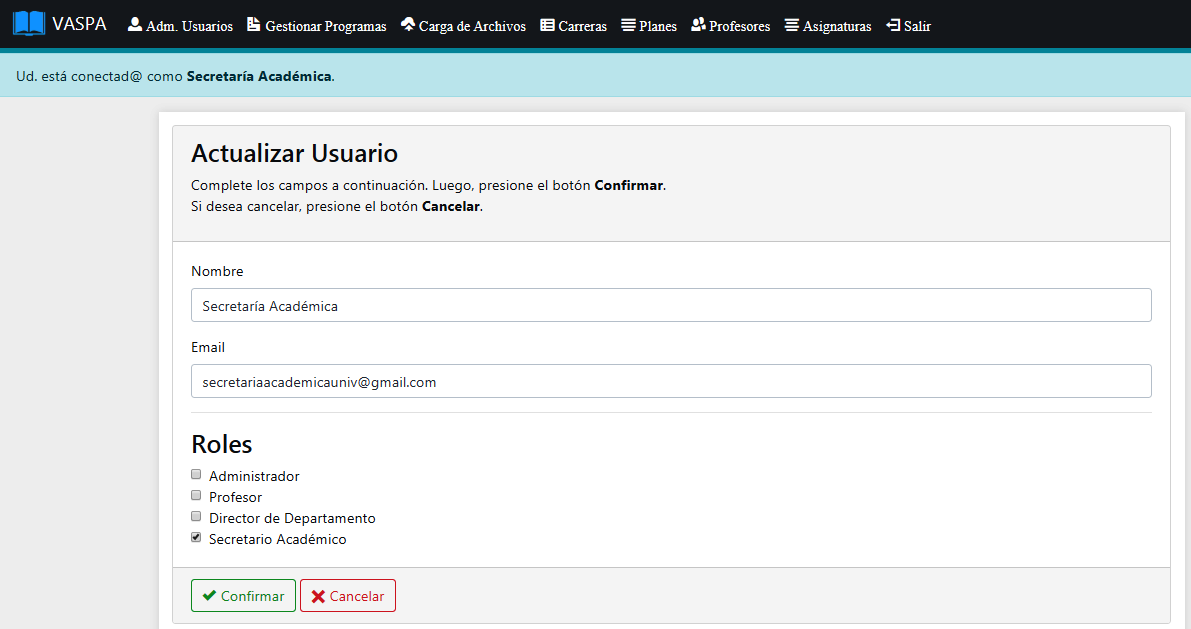 VASPA Adm. Usuarios Gestionar Programas Carga de Archivos Carreras Planes Profesores Asignaturas Salir
Ud. está conectad@ como Secretaría Académica.
Actualizar Usuario
Complete los campos a continuación. Luego, presione el botón Confirmar.
Si desea cancelar, presione el botón Cancelar.
Nombre
Secretaría Académica
Email
secretariaacademicauniv@gmail.com
Roles
Administrador
Profesor
Director de Departamento
Secretario Académico
Confirmar Cancelar